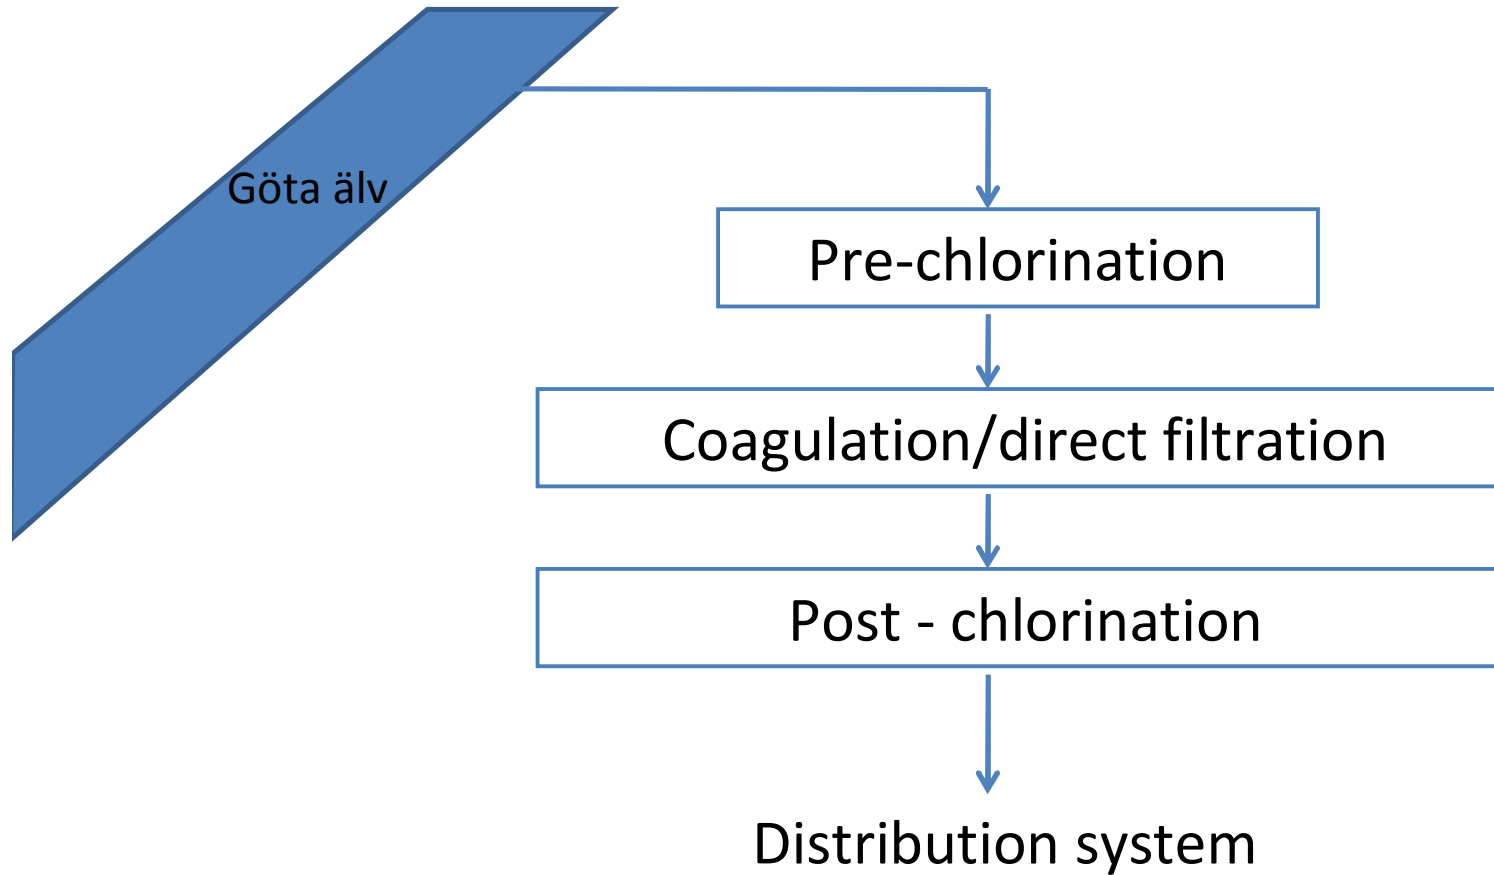 Göta älv
Pre-chlorination
Coagulation/direct filtration
Post - chlorination
Distribution system